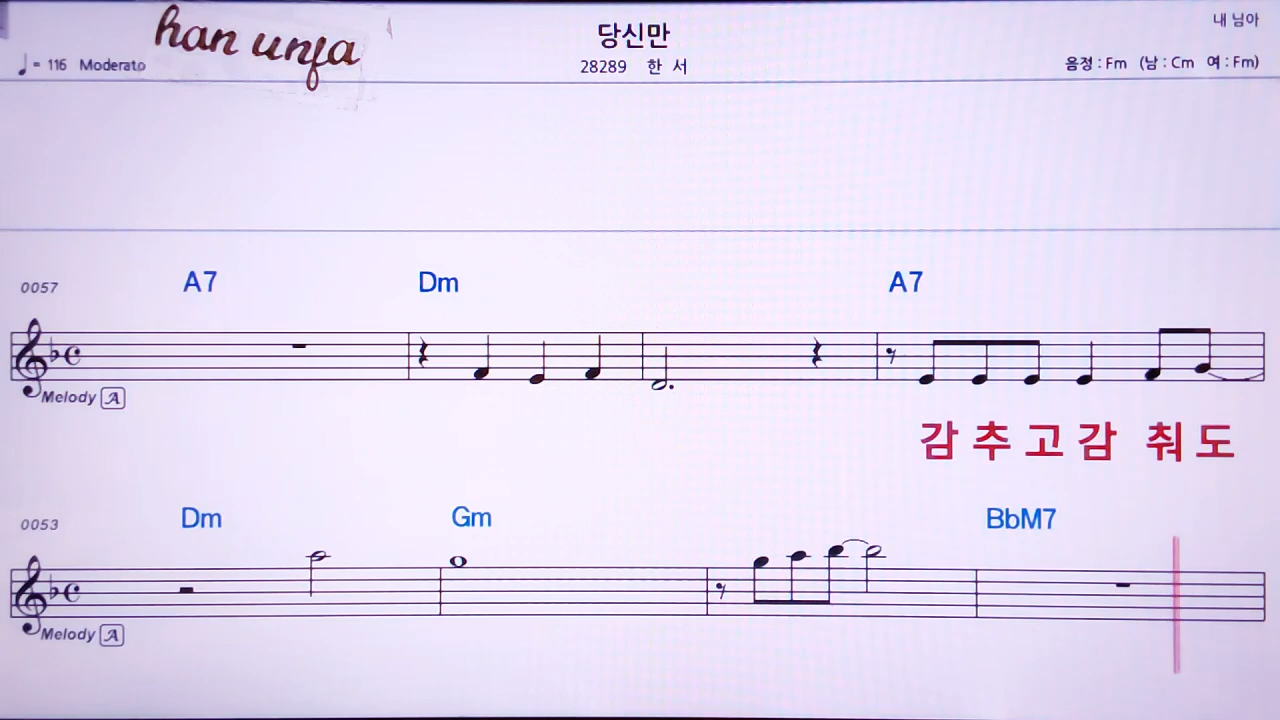 han unja
당신만
내 님아
♩= 116 Moderato
28289 한 서
음정 : Fm (남 : Cm 여 : Fm)
0057 A7 Dm A7
Melody A
감 추 고 감 춰 도
0053 Dm Gm BbM7
Melody A